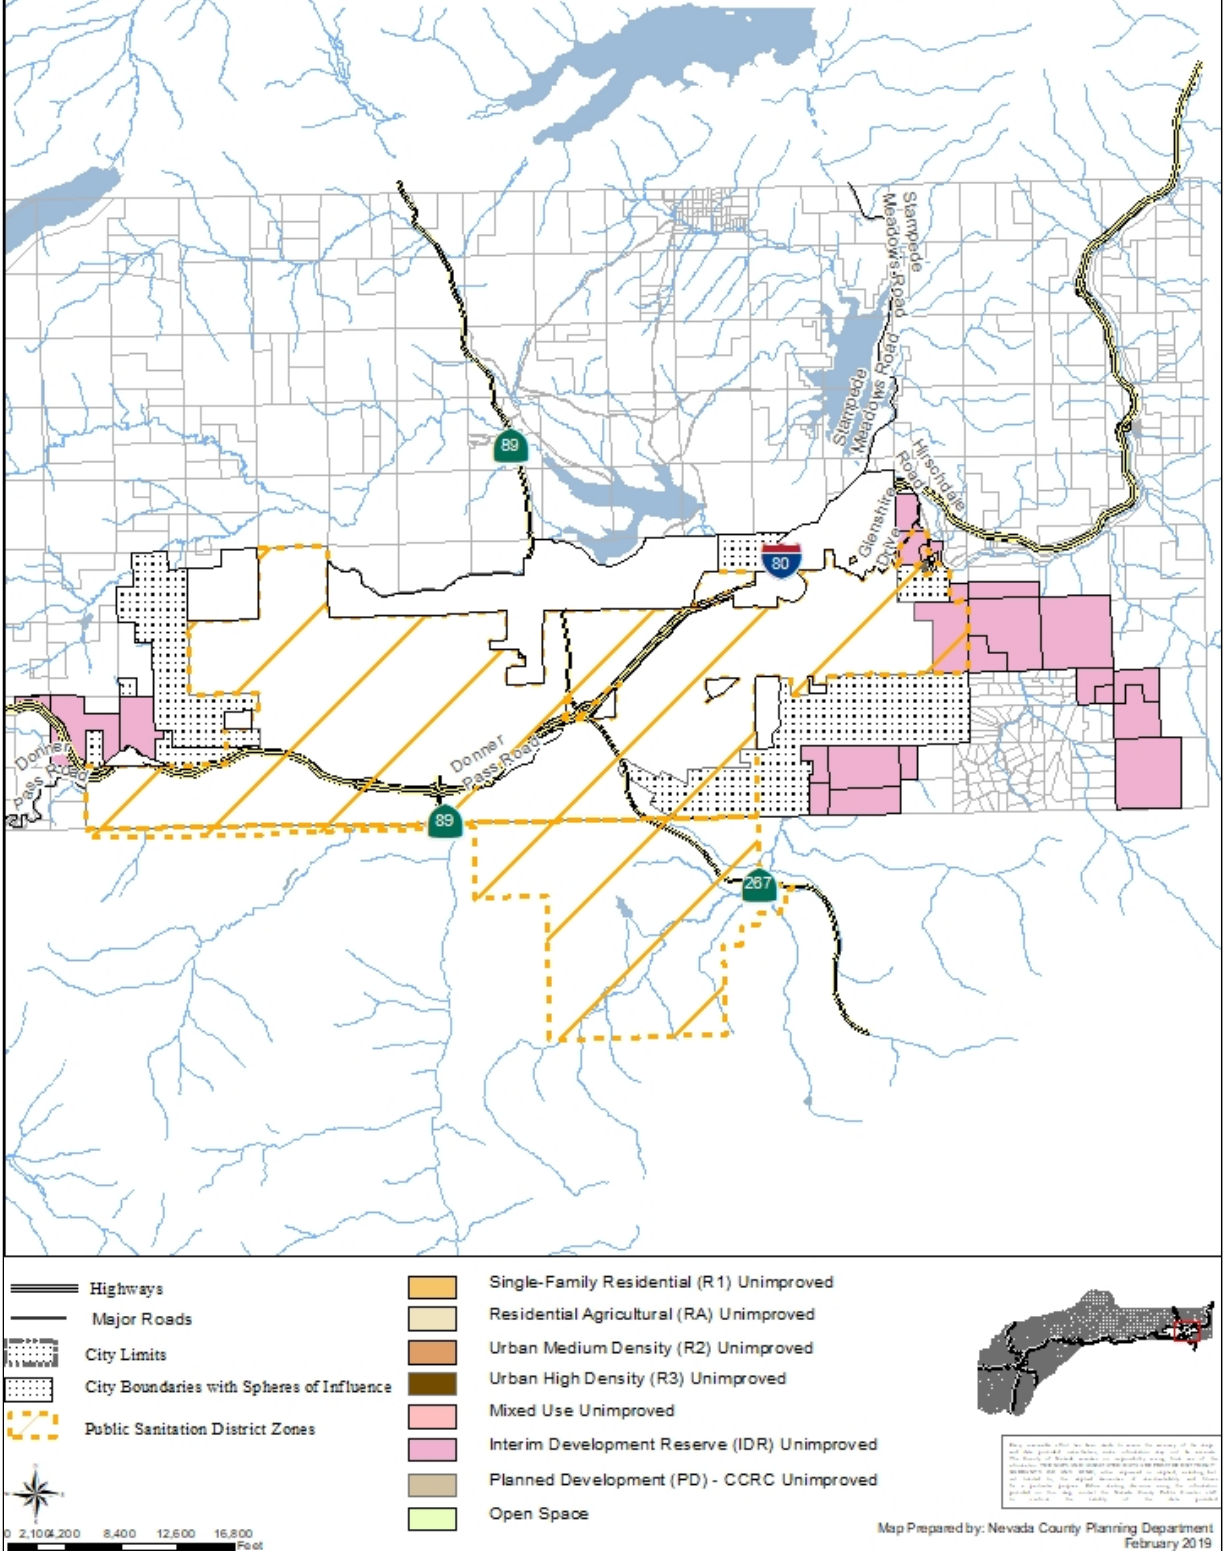 Stampede
Meadows Road
Stampede
Meadows Road
89
Hirschdale
Road
Glenshire
Drive
80
Donner
Pass Road
Donner
Pass Road
89
267
Highways
Major Roads
City Limits
City Boundaries with Spheres of Influence
Public Sanitation District Zones
Single-Family Residential (R1) Unimproved
Residential Agricultural (RA) Unimproved
Urban Medium Density (R2) Unimproved
Urban High Density (R3) Unimproved
Mixed Use Unimproved
Interim Development Reserve (IDR) Unimproved
Planned Development (PD) - CCRC Unimproved
Open Space
0 2,100 4,200 8,400 12,600 16,800
Feet
Map Prepared by: Nevada County Planning Department
February 2019